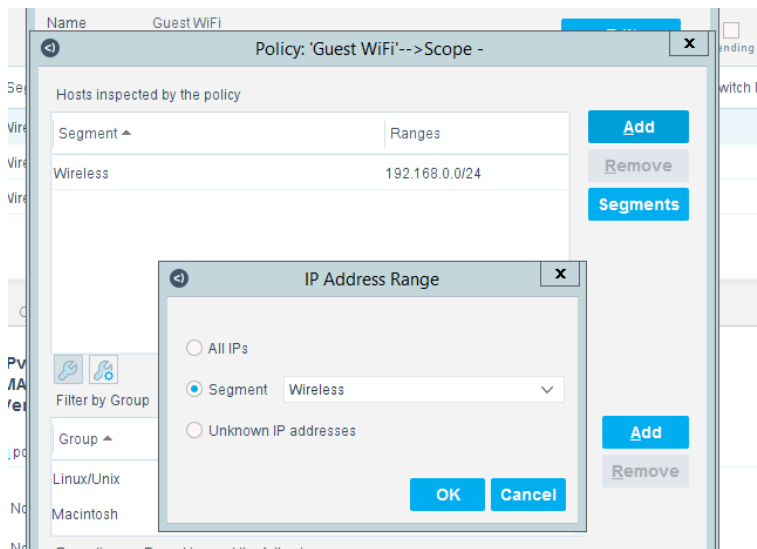 Name Guest WiFi
ending
Policy: 'Guest WiFi'-->Scope - x
Hosts inspected by the policy
Segment Ranges Add
Wireless 192.168.0.0/24 Remove
Segments
IP Address Range x
All IPs
Segment Wireless
Unknown IP addresses
OK Cancel
Filter by Group
Group Add
Linux/Unix Remove
Macintosh